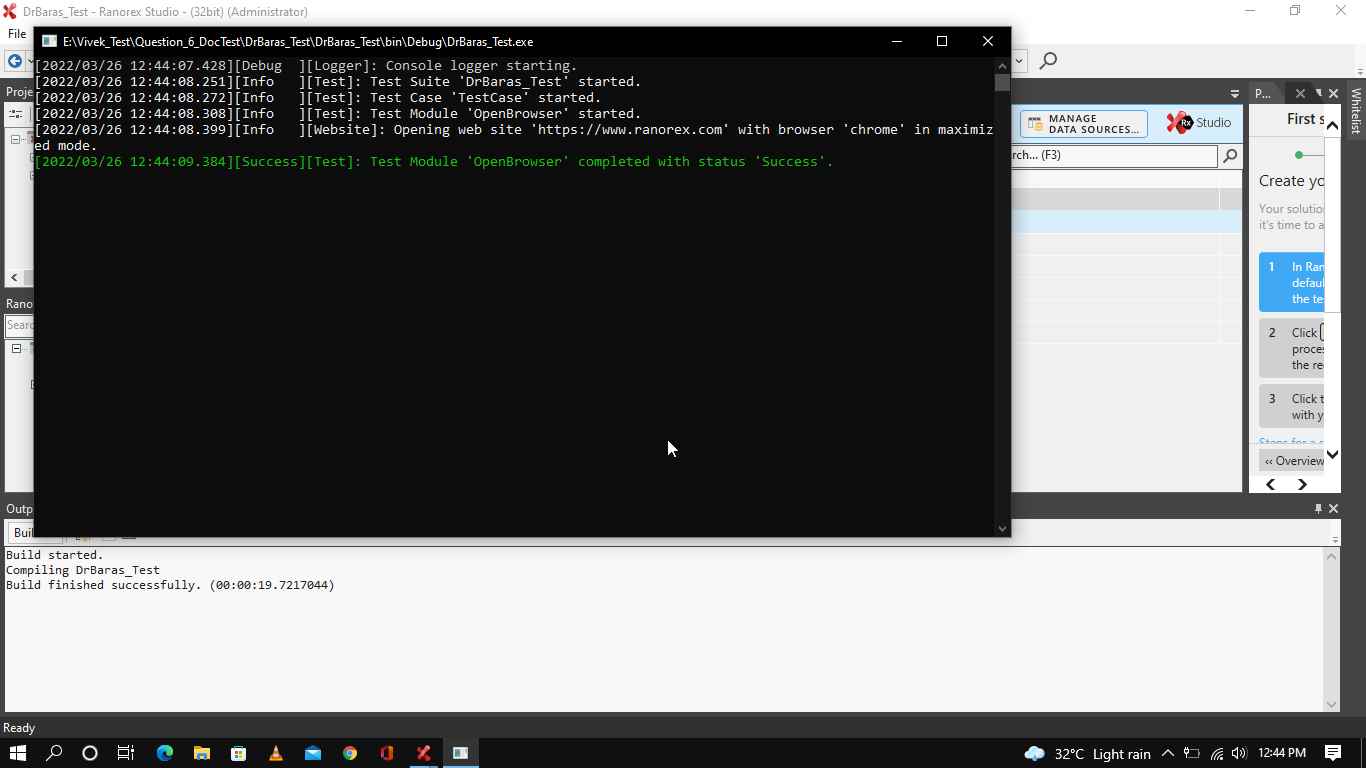 DrBaras_Test - Ranorex Studio - (32bit) (Administrator)
File
E:\Vivek_Test\Question_6_DocTest\DrBaras_Test\DrBaras_Test\bin\Debug\DrBaras_Test.exe
[2022/03/26 12:44:07.428][Debug  ][Logger]: Console logger starting.
[2022/03/26 12:44:08.251][Info   ][Test]: Test Suite 'DrBaras_Test' started.
[2022/03/26 12:44:08.272][Info   ][Test]: Test Case 'TestCase' started.
[2022/03/26 12:44:08.308][Info   ][Test]: Test Module 'OpenBrowser' started.
[2022/03/26 12:44:08.399][Info   ][Website]: Opening web site 'https://www.ranorex.com' with browser 'chrome' in maximiz
ed mode.
[2022/03/26 12:44:09.384][Success][Test]: Test Module 'OpenBrowser' completed with status 'Success'.
Proje
Rano
Searc
MANAGE
DATA SOURCES...
Rx Studio
rch... (F3)
P...
Whitelist
First s
Create yo
Your solutio
it's time to a
1 In Ran
defaul
the te
2 Click
proces
the re
3 Click t
with y
Steps for a
‹‹ Overview
Outp
Buil
Build started.
Compiling DrBaras_Test
Build finished successfully. (00:00:19.7217044)
Ready
32°C Light rain
12:44 PM